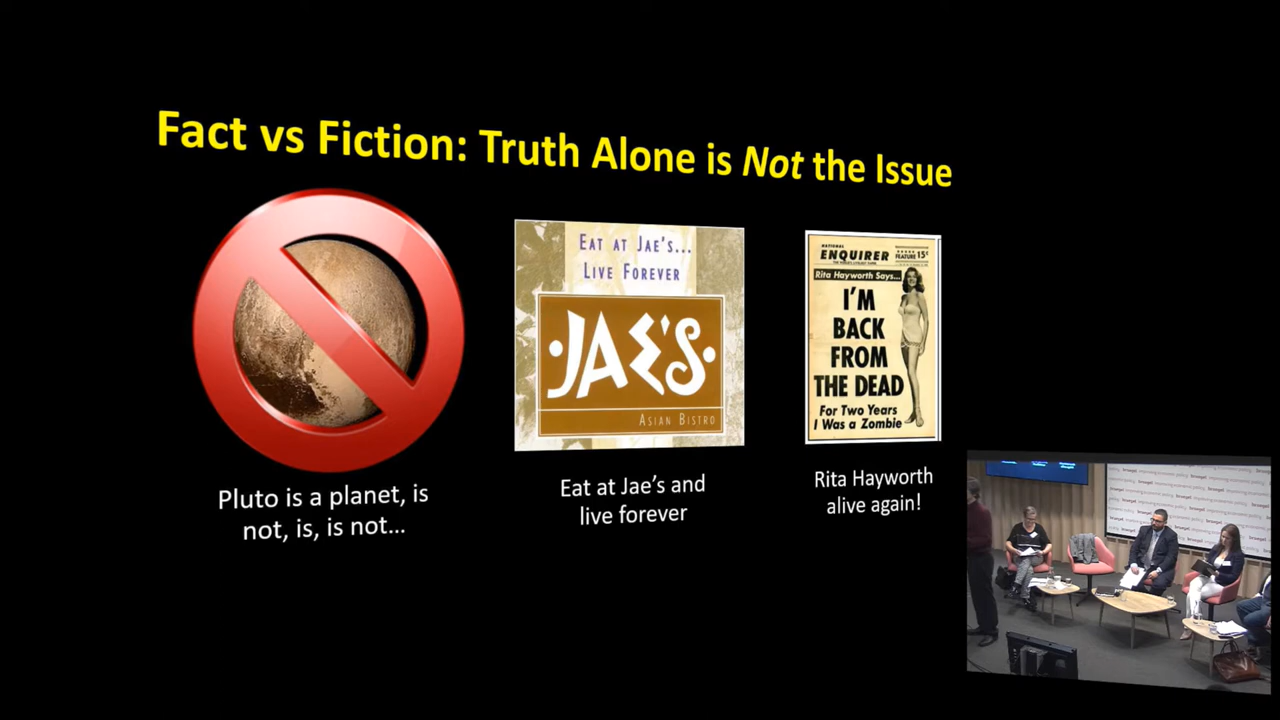 Fact vs Fiction: Truth Alone is Not the Issue
EAT AT JAE'S...
LIVE FOREVER
·JAE'S·
ASIAN BISTRO
NATIONAL
ENQUIRER
FEATURE 15¢
Rita Hayworth Says...
I'M
BACK
FROM
THE DEAD
For Two Years
I Was a Zombie
Pluto is a planet, is
not, is, is not...
Eat at Jae's and
live forever
Rita Hayworth
alive again!
bruegel